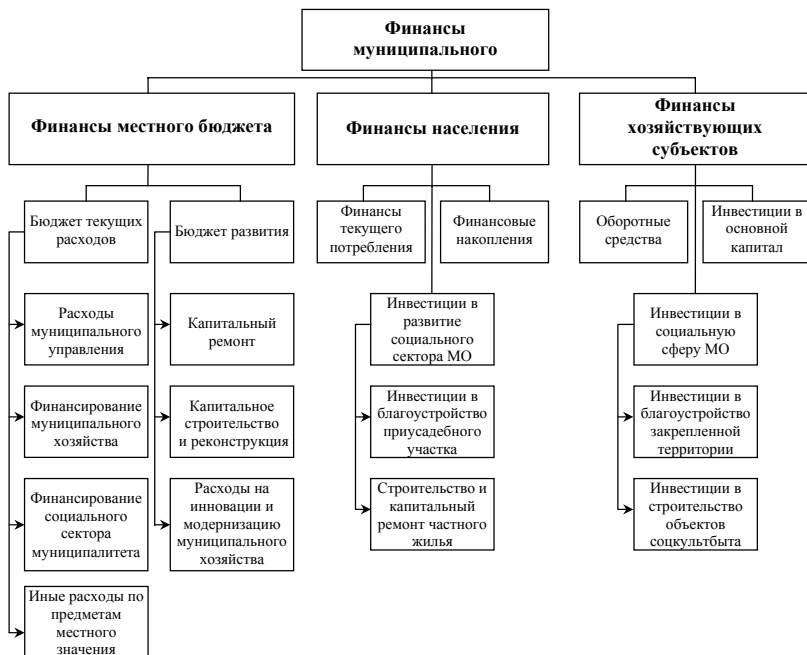 Финансы
муниципального
Финансы местного бюджета
Финансы населения
Финансы
хозяйствующих
субъектов
Бюджет текущих
расходов
Бюджет развития
Финансы
текущего
потребления
Финансовые
накопления
Оборотные
средства
Инвестиции в
основной
капитал
Расходы
муниципального
управления
Капитальный
ремонт
Инвестиции в
развитие
социального
сектора МО
Инвестиции в
социальную
сферу МО
Финансирование
муниципального
хозяйства
Капитальное
строительство
и реконструкция
Инвестиции в
благоустройство
приусадебного
участка
Инвестиции в
благоустройство
закрепленной
территории
Финансирование
социального
сектора
муниципалитета
Расходы на
инновации и
модернизацию
муниципального
хозяйства
Строительство и
капитальный
ремонт частного
жилья
Инвестиции в
строительство
объектов
соцкультбыта
Иные расходы по
предметам
местного
значения